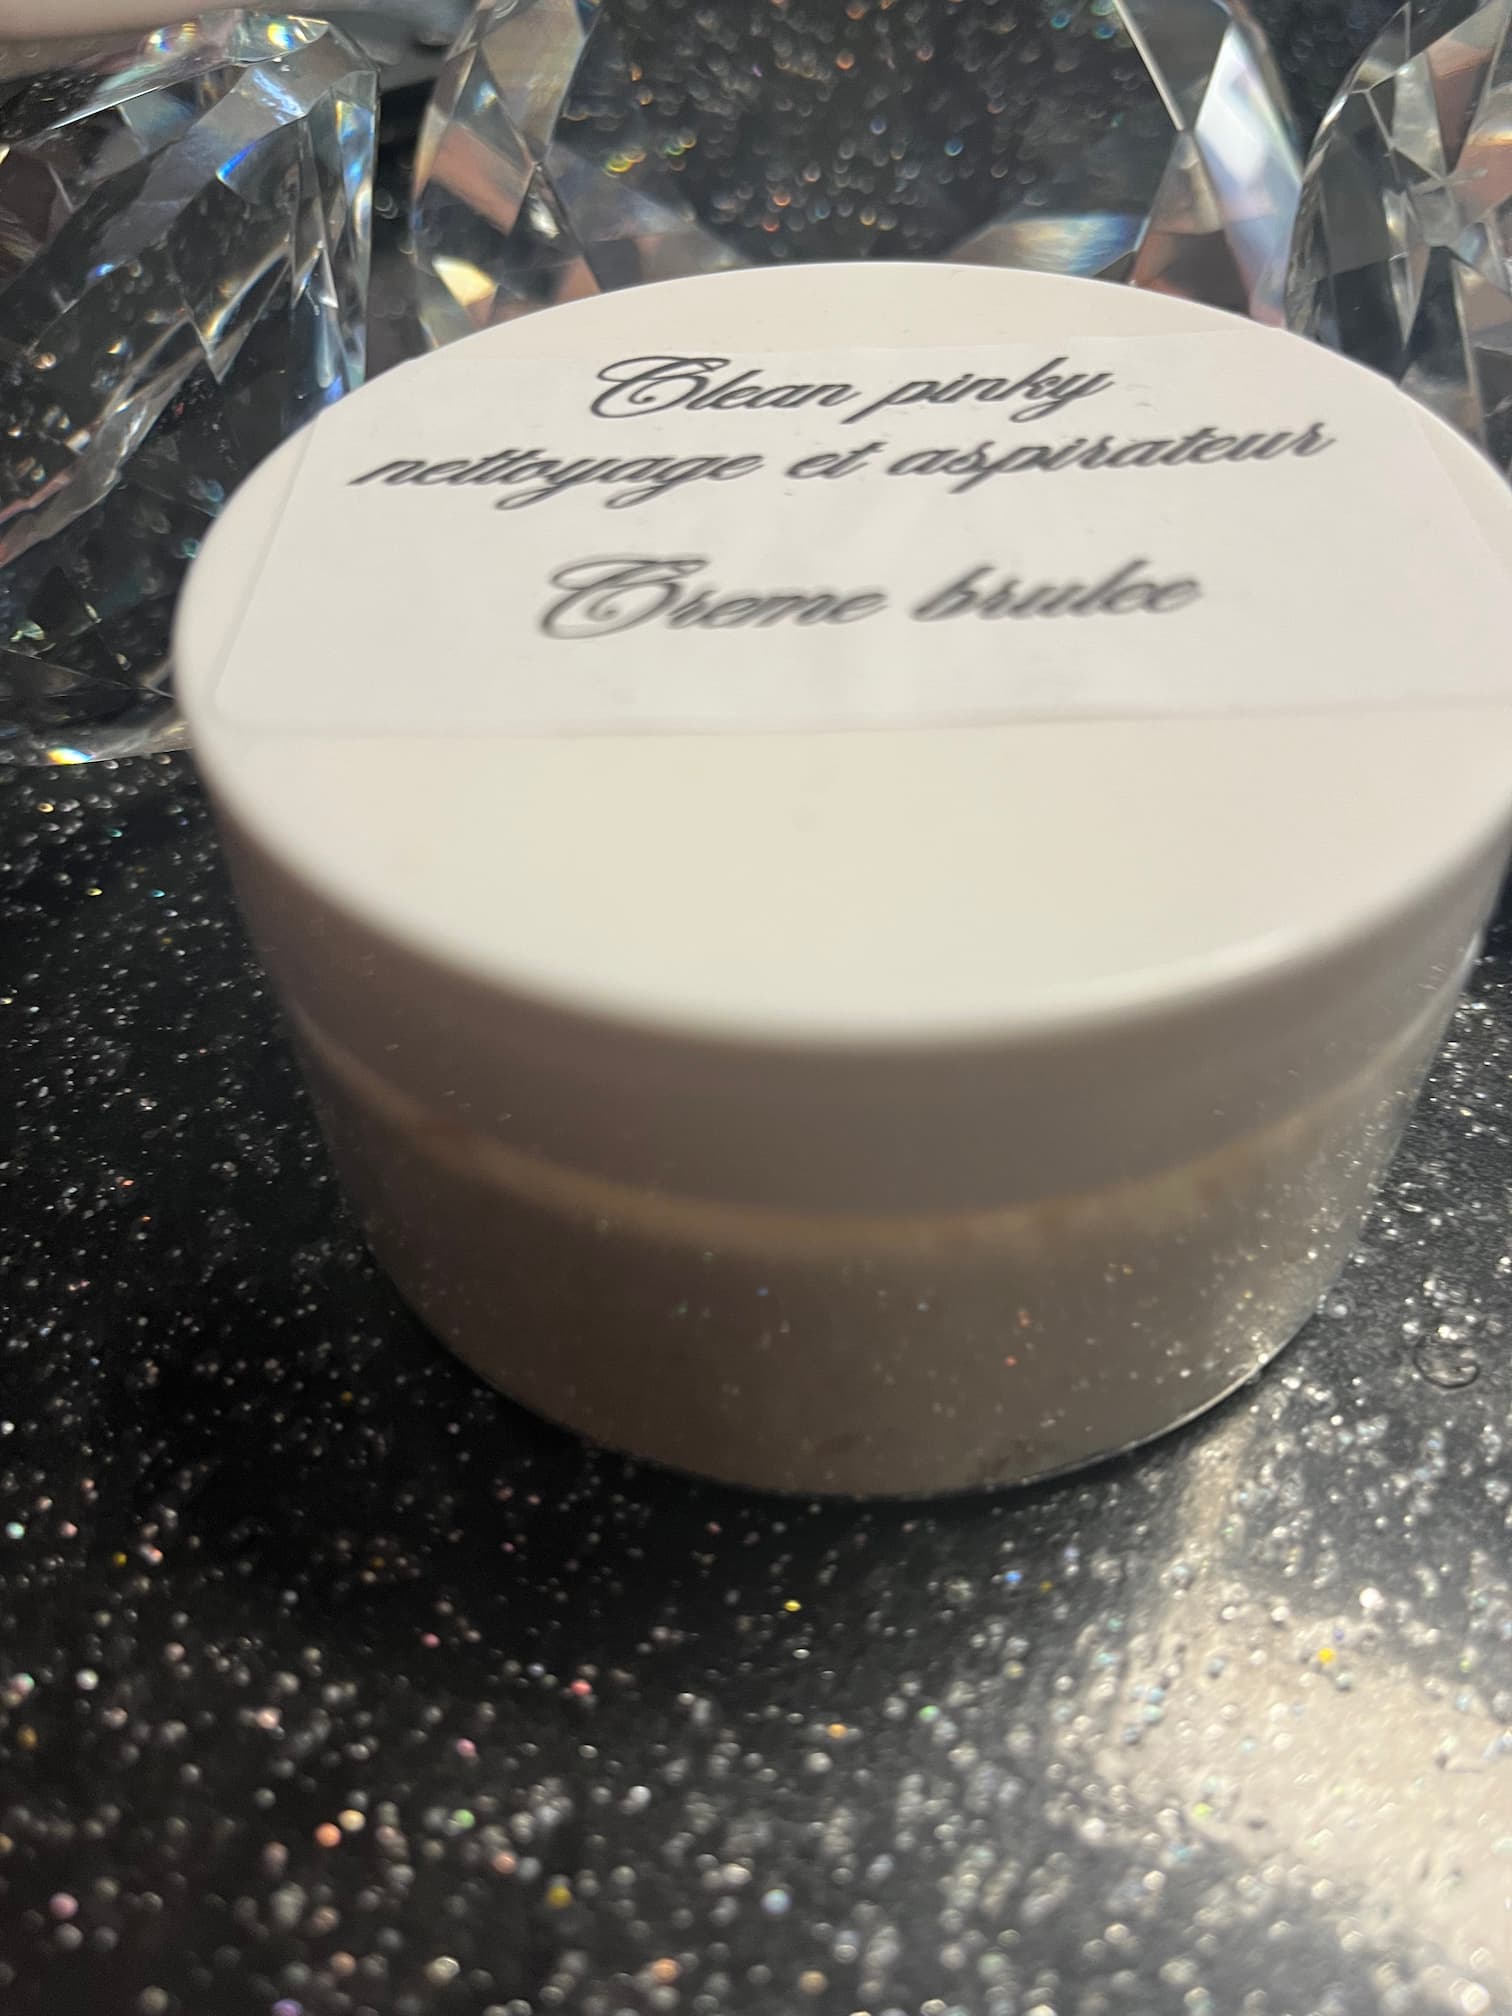 Clean pinky
nettoyage et aspirateur
Creme brulee